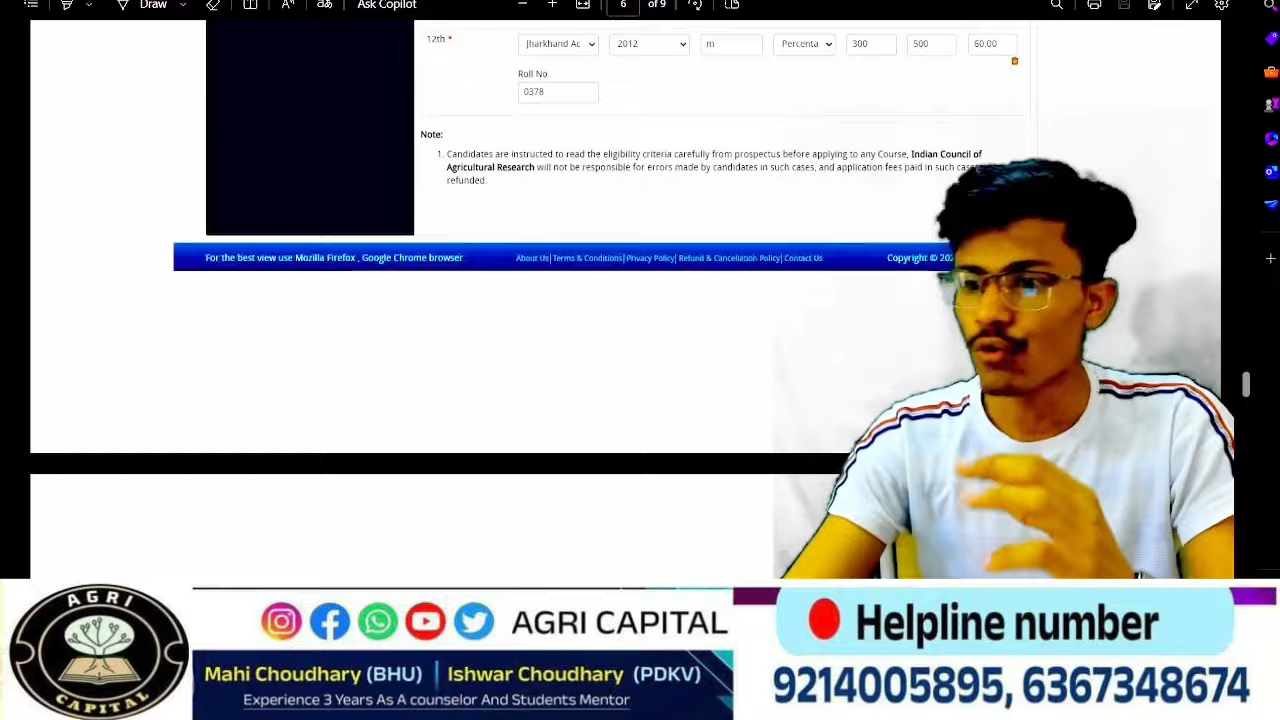 Draw
Ask Copilot
6 of 9
12th * Jharkhand Ac 2012 m Percenta 300 500 60.00
Roll No.
0378
Note:
1. Candidates are instructed to read the eligibility criteria carefully from prospectus before applying to any Course, Indian Council of
Agricultural Research will not be responsible for errors made by candidates in such cases, and application fees paid in such case
refunded.
For the best view use Mozilla Firefox , Google Chrome browser About Us| Terms & Conditions| Privacy Policy| Refund & Cancellation Policy| Contact Us Copyright © 202
AGRI
CAPITAL
AGRI CAPITAL
Mahi Choudhary (BHU) | Ishwar Choudhary (PDKV)
Experience 3 Years As A counselor And Students Mentor
Helpline number
9214005895, 6367348674